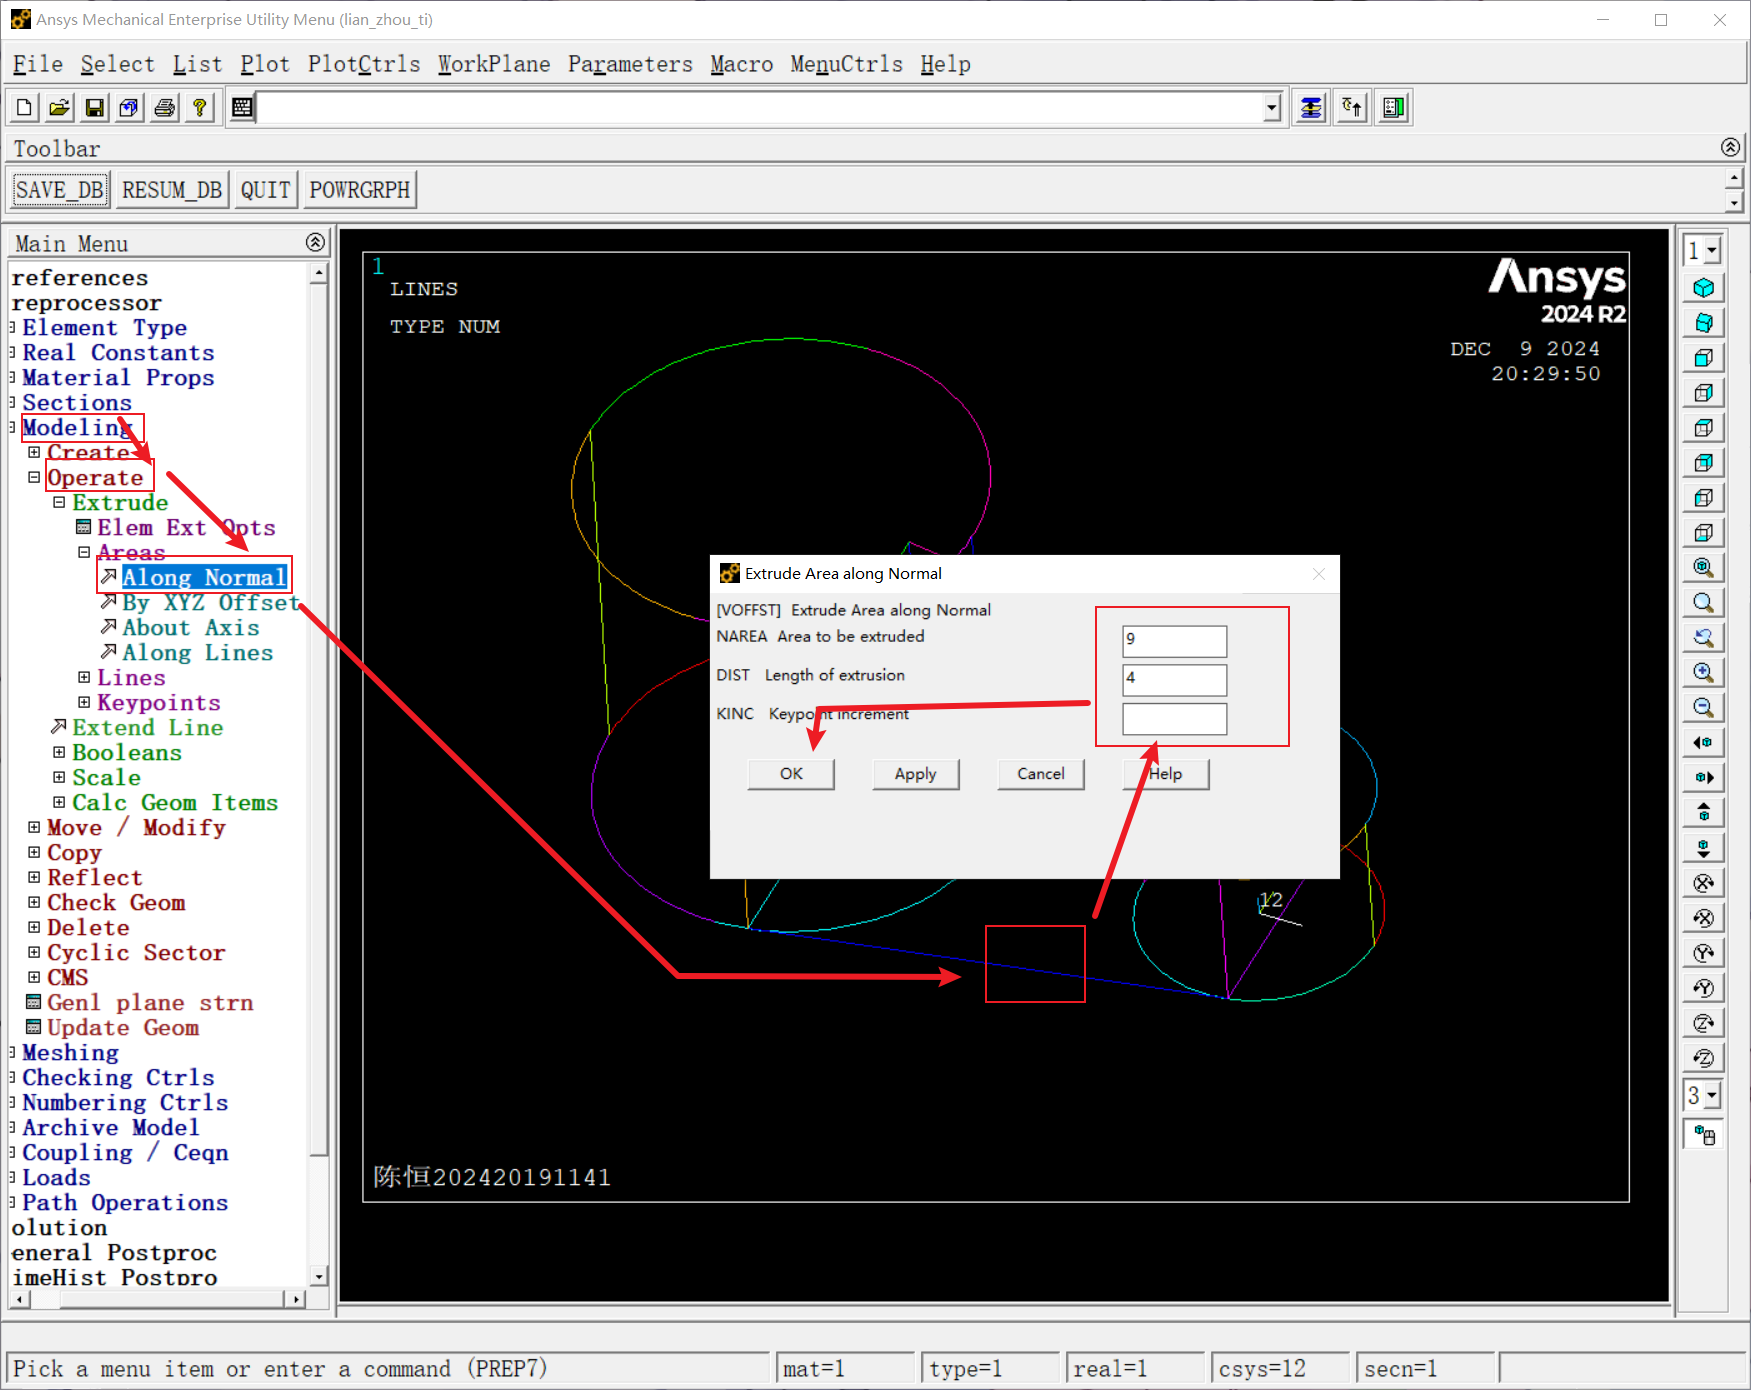 Ansys Mechanical Enterprise Utility Menu (lian_zhou_ti)
File Select List Plot PlotCtrls WorkPlane Parameters Macro MenuCtrls Help
Toolbar
SAVE_DB RESUM_DB QUIT POWRGRPH
Main Menu
references
reprocessor
Element Type
Real Constants
Material Props
Sections
Modeling
Create
Operate
Extrude
Elem Ext Opts
Areas
Along Normal
By XYZ Offset
About Axis
Along Lines
Lines
Keypoints
Extend Line
Booleans
Scale
Calc Geom Items
Move / Modify
Copy
Reflect
Check Geom
Delete
Cyclic Sector
CMS
Genl plane strn
Update Geom
Meshing
Checking Ctrls
Numbering Ctrls
Archive Model
Coupling / Ceqn
Loads
Path Operations
olution
eneral Postproc
imeHist Postpro
1
LINES
TYPE NUM
Ansys
2024 R2
DEC 9 2024
20:29:50
Extrude Area along Normal
[VOFFST] Extrude Area along Normal
NAREA Area to be extruded 9
DIST Length of extrusion 4
KINC Keypoint increment
OK Apply Cancel Help
12
陈恒202420191141
1
3
Pick a menu item or enter a command (PREP7) mat=1 type=1 real=1 csys=12 secn=1